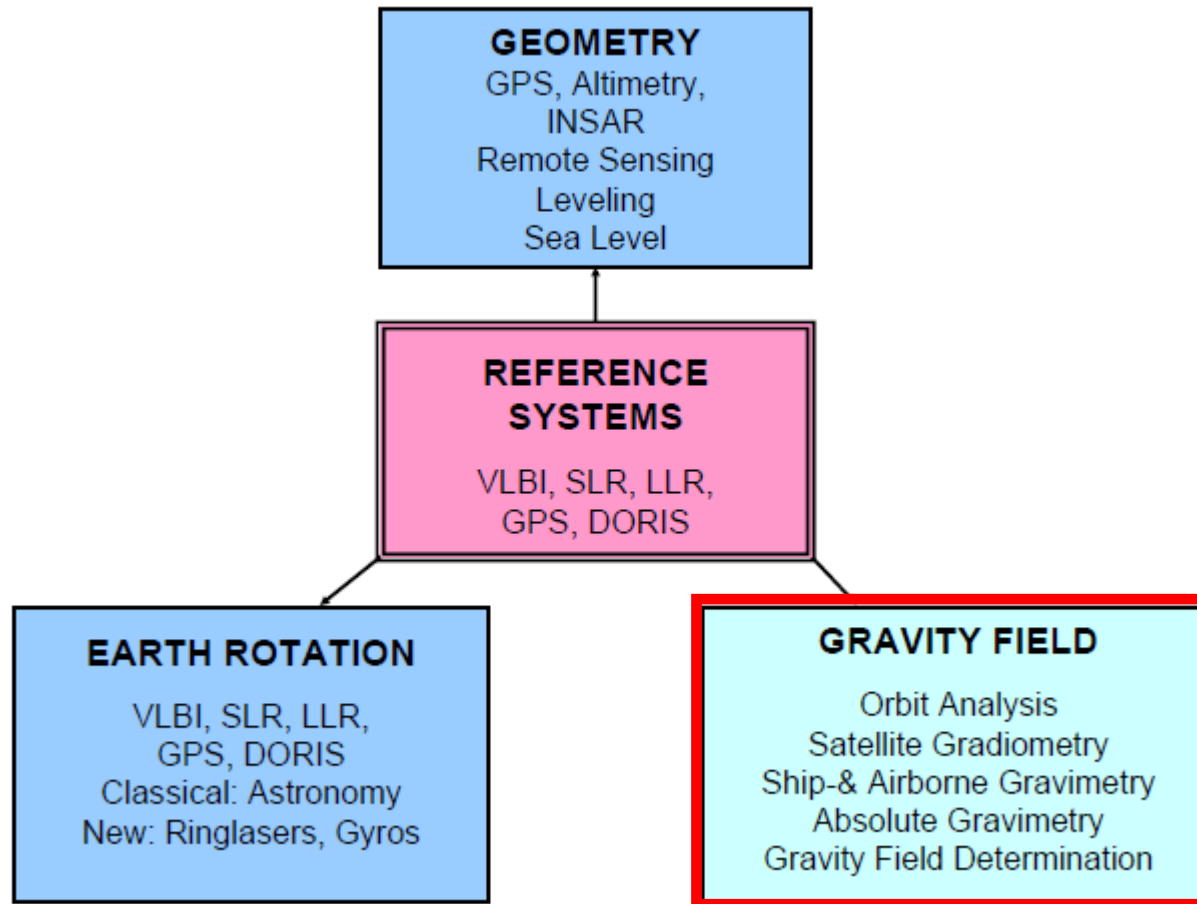 GEOMETRY
GPS, Altimetry,
INSAR
Remote Sensing
Leveling
Sea Level
REFERENCE
SYSTEMS
VLBI, SLR, LLR,
GPS, DORIS
EARTH ROTATION
VLBI, SLR, LLR,
GPS, DORIS
Classical: Astronomy
New: Ringlasers, Gyros
GRAVITY FIELD
Orbit Analysis
Satellite Gradiometry
Ship-& Airborne Gravimetry
Absolute Gravimetry
Gravity Field Determination